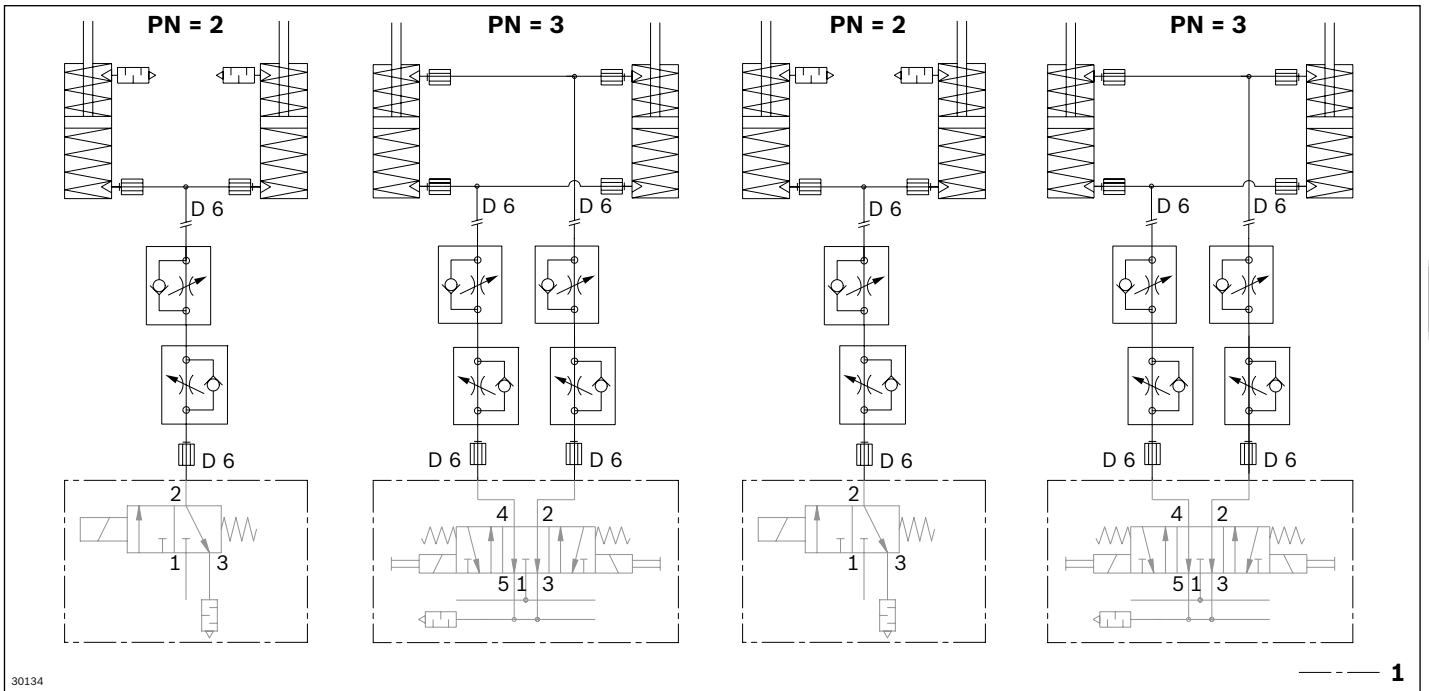 PN = 2 PN = 3 PN = 2 PN = 3
D 6 D 6 D 6 D 6 D 6 D 6
D 6 D 6 D 6 D 6 D 6 D 6
2 2
4 2 4 2
1 3 1 3
5 1 3 5 1 3
1
30134